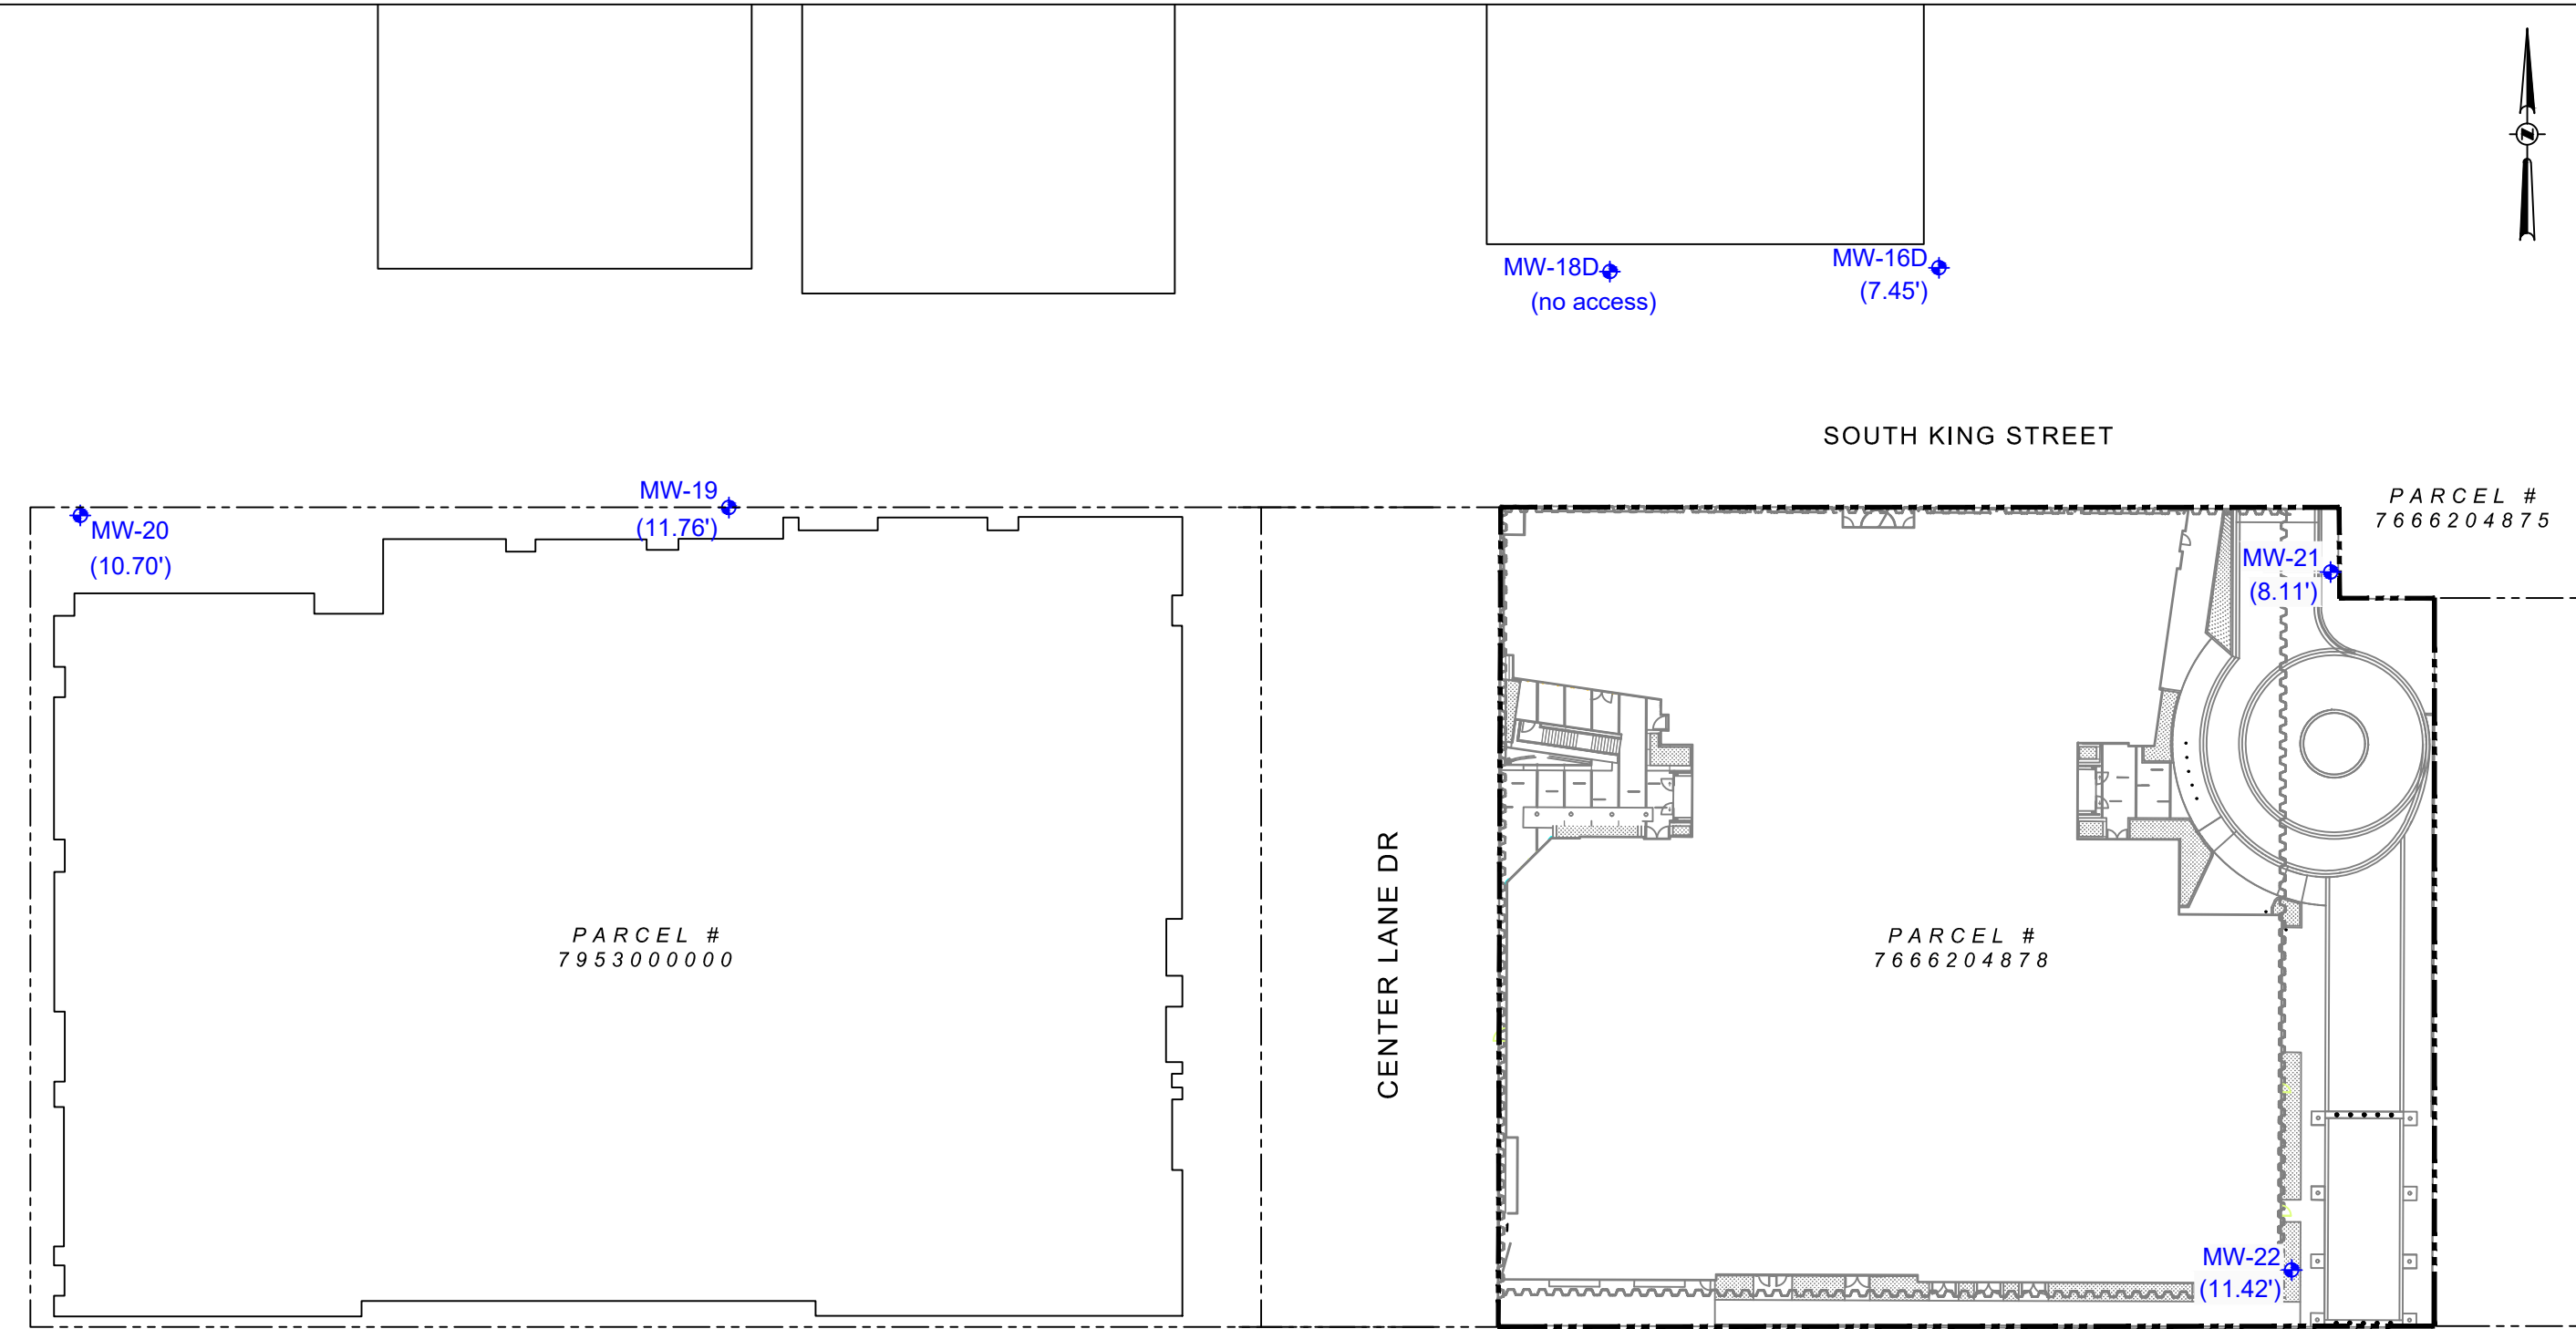 MW-18D
(no access)
MW-16D
(7.45')
SOUTH KING STREET
MW-19
(11.76')
MW-20
(10.70')
PARCEL #
7666204875
MW-21
(8.11')
CENTER LANE DR
PARCEL #
7953000000
PARCEL #
7666204878
MW-22
(11.42')
N